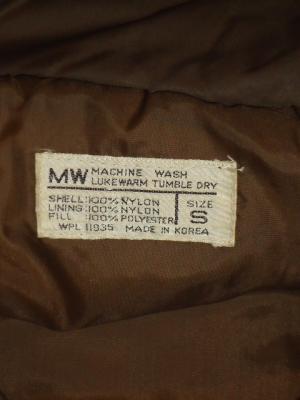 MW MACHINE WASH
LUKEWARM TUMBLE DRY
SHELL:100% NYLON
LINING:100% NYLON
FILL :100% POLYESTER
SIZE
S
WPL 11935 MADE IN KOREA